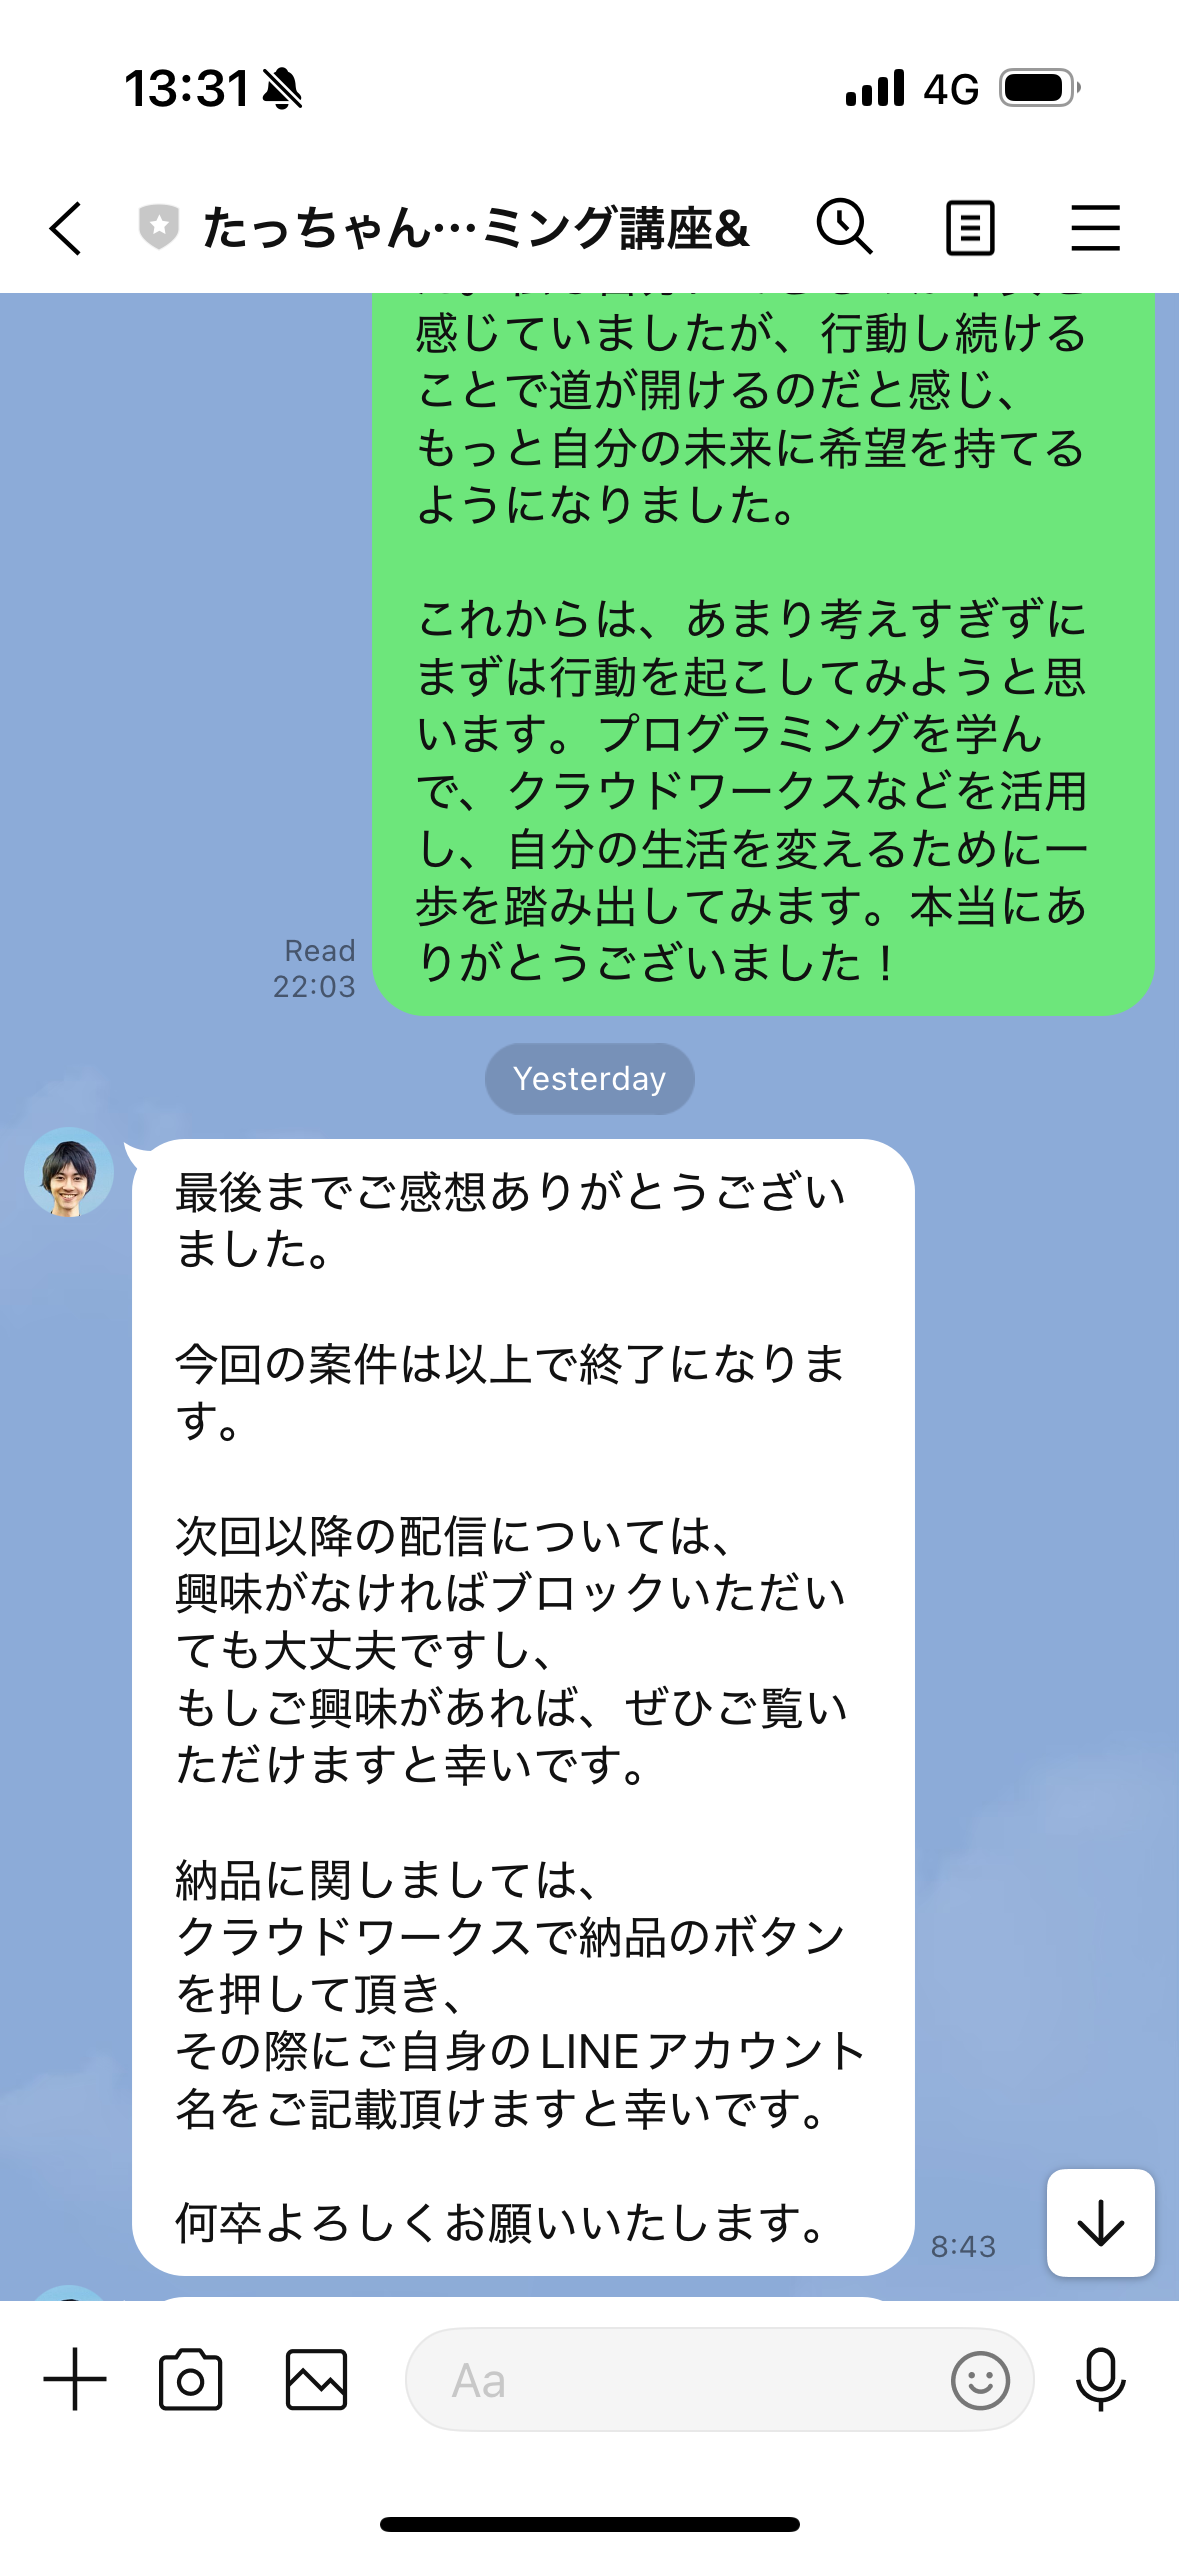 13:31
4G
たっちゃん…ミング講座&
感じていましたが、行動し続ける
ことで道が開けるのだと感じ、
もっと自分の未来に希望を持てる
ようになりました。
これからは、あまり考えすぎずに
まずは行動を起こしてみようと思
います。プログラミングを学ん
で、クラウドワークスなどを活用
し、自分の生活を変えるために一
歩を踏み出してみます。本当にあ
りがとうございました！
Read
22:03
Yesterday
最後までご感想ありがとうござい
ました。
今回の案件は以上で終了になりま
す。
次回以降の配信については、
興味がなければブロックいただい
ても大丈夫ですし、
もしご興味があれば、ぜひご覧い
ただけますと幸いです。
納品に関しましては、
クラウドワークスで納品のボタン
を押して頂き、
その際にご自身のLINEアカウント
名をご記載頂けますと幸いです。
何卒よろしくお願いいたします。
8:43
Aa